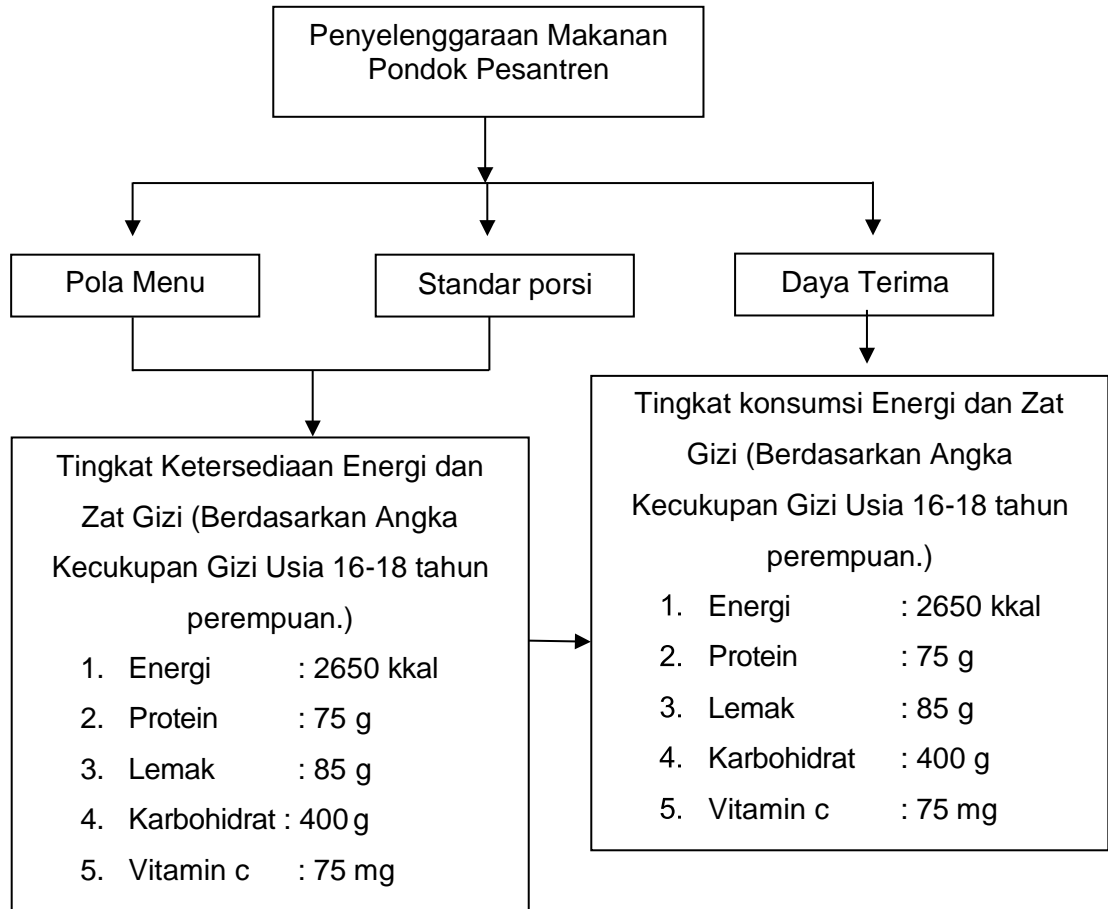 Penyelenggaraan Makanan
Pondok Pesantren
Pola Menu
Standar porsi
Daya Terima
Tingkat Ketersediaan Energi dan
Zat Gizi (Berdasarkan Angka
Kecukupan Gizi Usia 16-18 tahun
perempuan.)
1. Energi : 2650 kkal
2. Protein : 75 g
3. Lemak : 85 g
4. Karbohidrat : 400 g
5. Vitamin c : 75 mg
Tingkat konsumsi Energi dan Zat
Gizi (Berdasarkan Angka
Kecukupan Gizi Usia 16-18 tahun
perempuan.)
1. Energi : 2650 kkal
2. Protein : 75 g
3. Lemak : 85 g
4. Karbohidrat : 400 g
5. Vitamin c : 75 mg